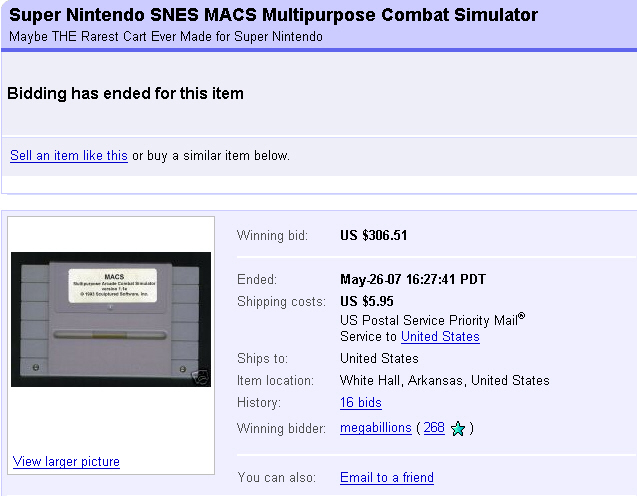 Super Nintendo SNES MACS Multipurpose Combat Simulator
Maybe THE Rarest Cart Ever Made for Super Nintendo
Bidding has ended for this item
Sell an item like this or buy a similar item below.
MACS
Multipurpose Arcade Combat Simulator
version 1.1e
© 1993 Sculptured Software, Inc.
View larger picture
Winning bid: US $306.51
Ended: May-26-07 16:27:41 PDT
Shipping costs: US $5.95
US Postal Service Priority Mail®
Service to United States
Ships to: United States
Item location: White Hall, Arkansas, United States
History: 16 bids
Winning bidder: megabillions ( 268 )
You can also: Email to a friend